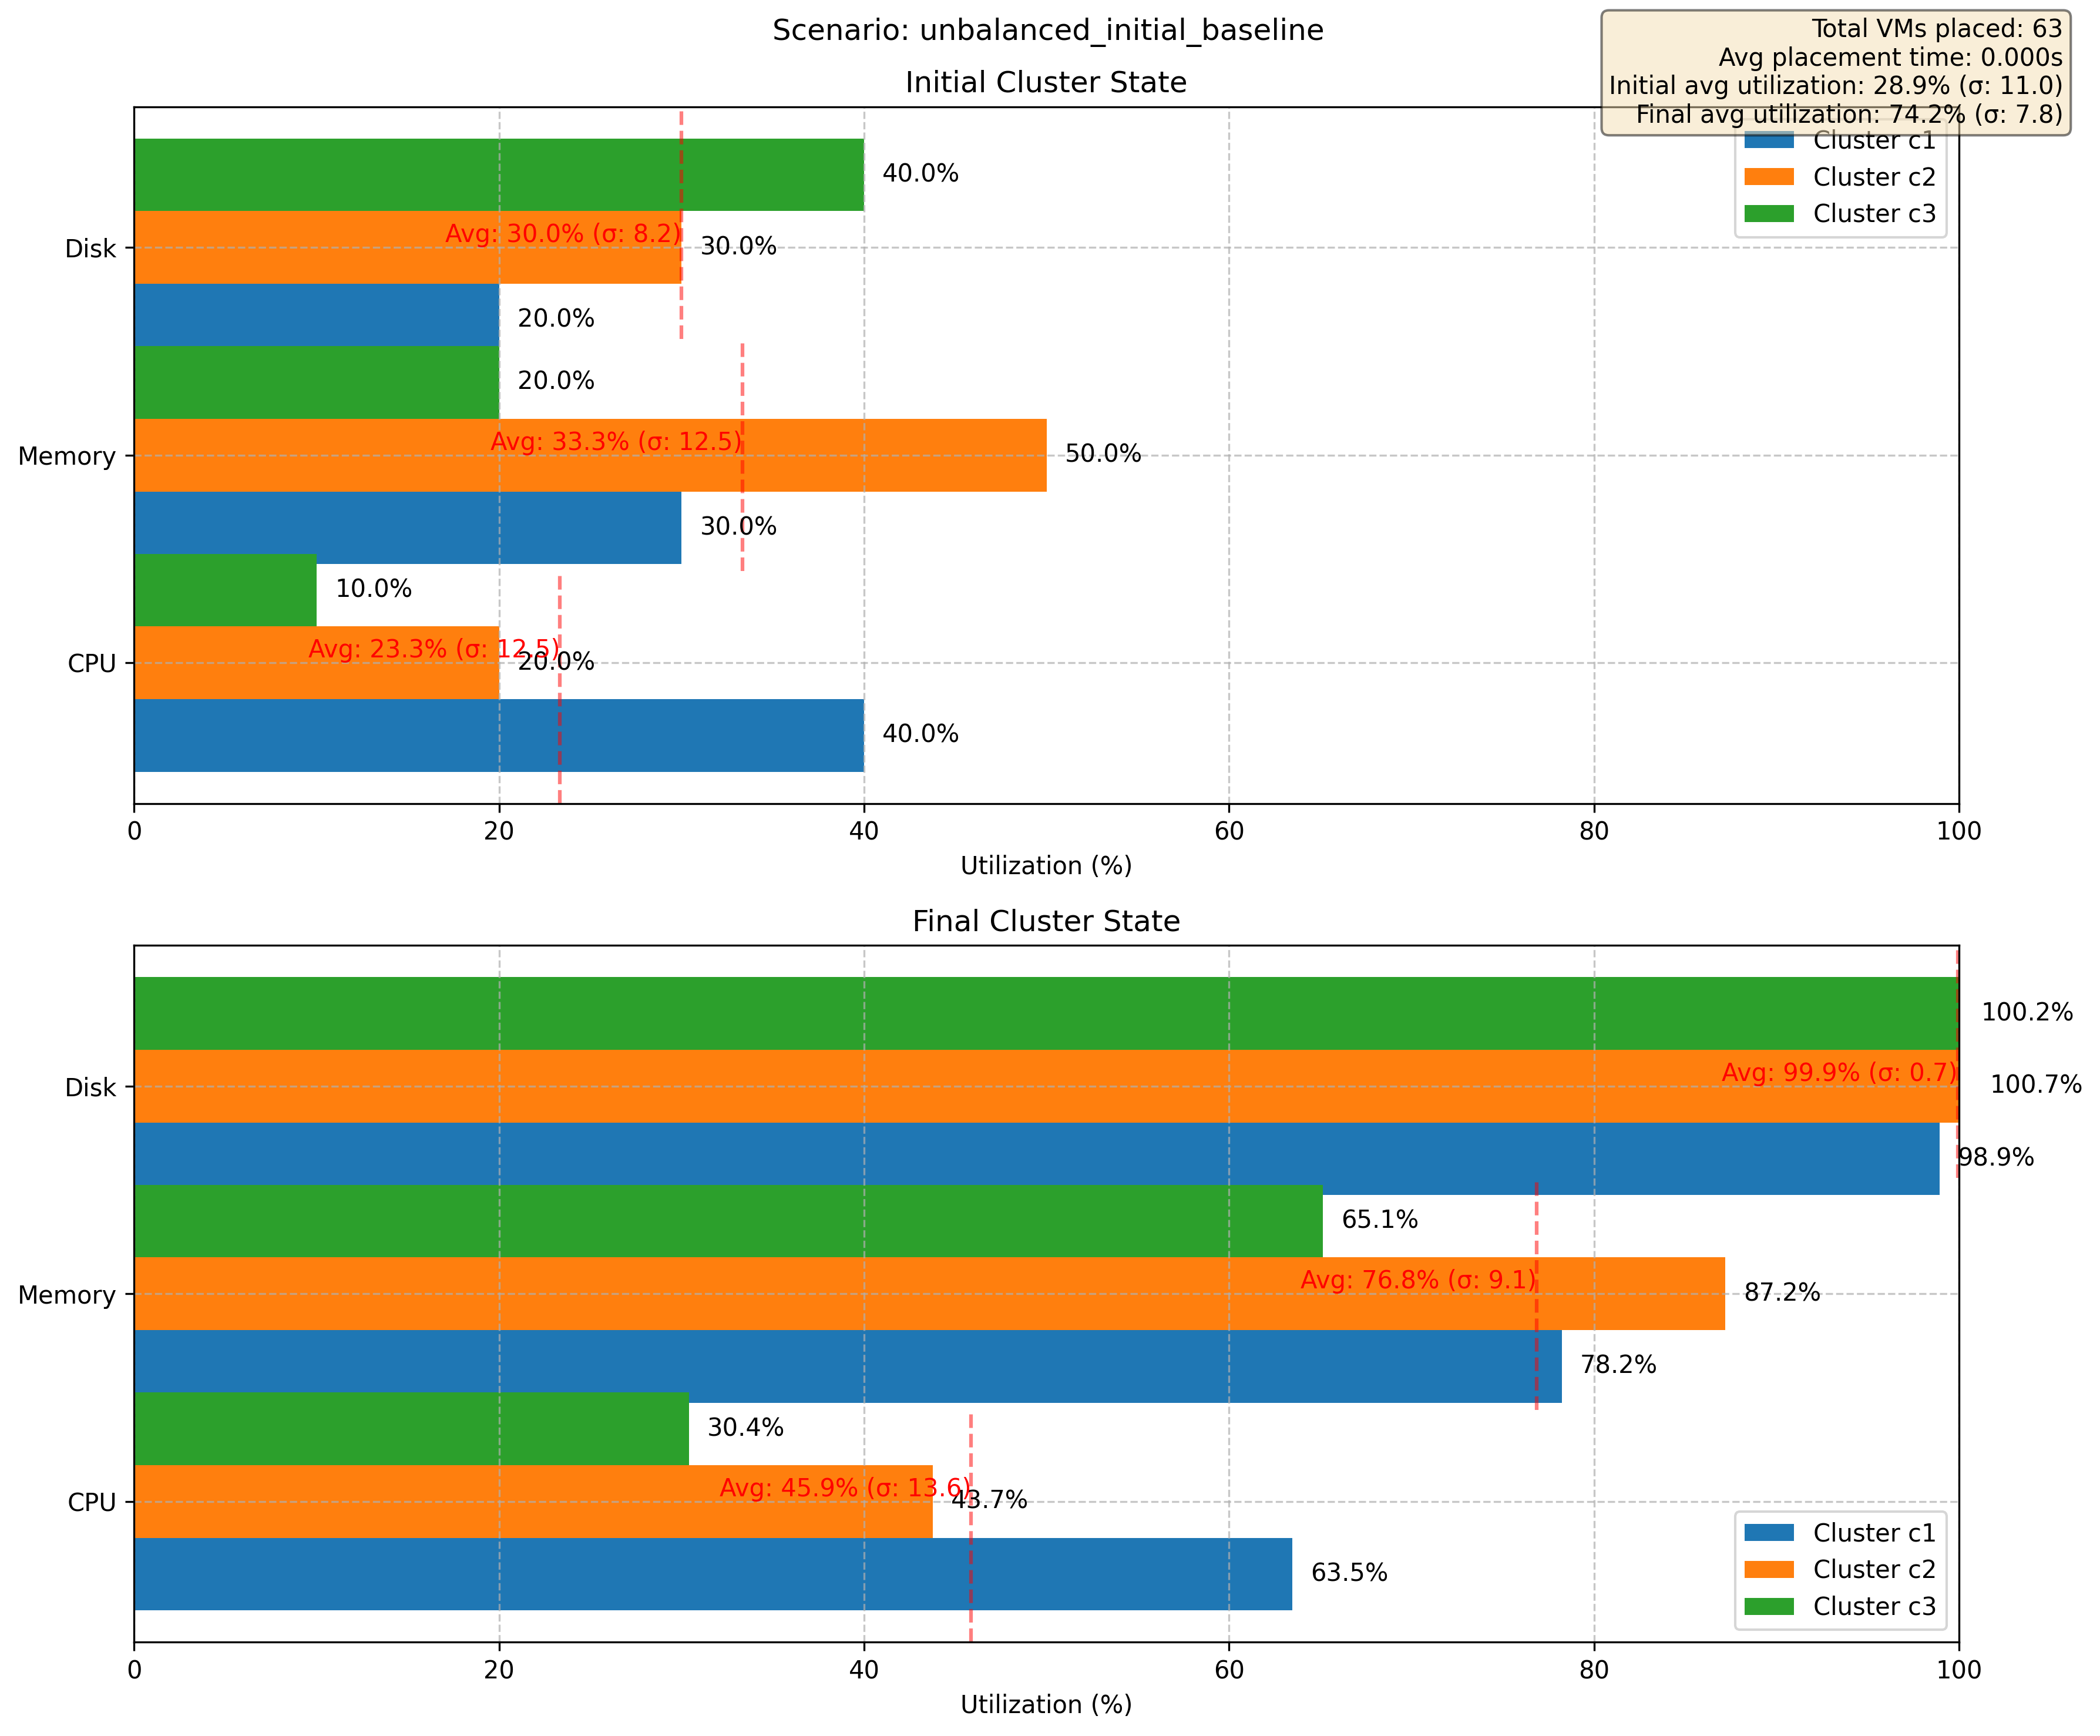 Scenario: unbalanced_initial_baseline
Total VMs placed: 63
Avg placement time: 0.000s
Initial avg utilization: 28.9% (σ: 11.0)
Final avg utilization: 74.2% (σ: 7.8)
Initial Cluster State
Cluster c1
Cluster c2
Cluster c3
40.0%
Disk
Avg: 30.0% (σ: 8.2)
30.0%
20.0%
20.0%
Memory
Avg: 33.3% (σ: 12.5)
50.0%
30.0%
10.0%
CPU
Avg: 23.3% (σ: 12.5)
20.0%
40.0%
0 20 40 60 80 100
Utilization (%)
Final Cluster State
100.2%
Disk
Avg: 99.9% (σ: 0.7)
100.7%
98.9%
65.1%
Memory
Avg: 76.8% (σ: 9.1)
87.2%
78.2%
30.4%
CPU
Avg: 45.9% (σ: 13.6)
43.7%
63.5%
Cluster c1
Cluster c2
Cluster c3
0 20 40 60 80 100
Utilization (%)